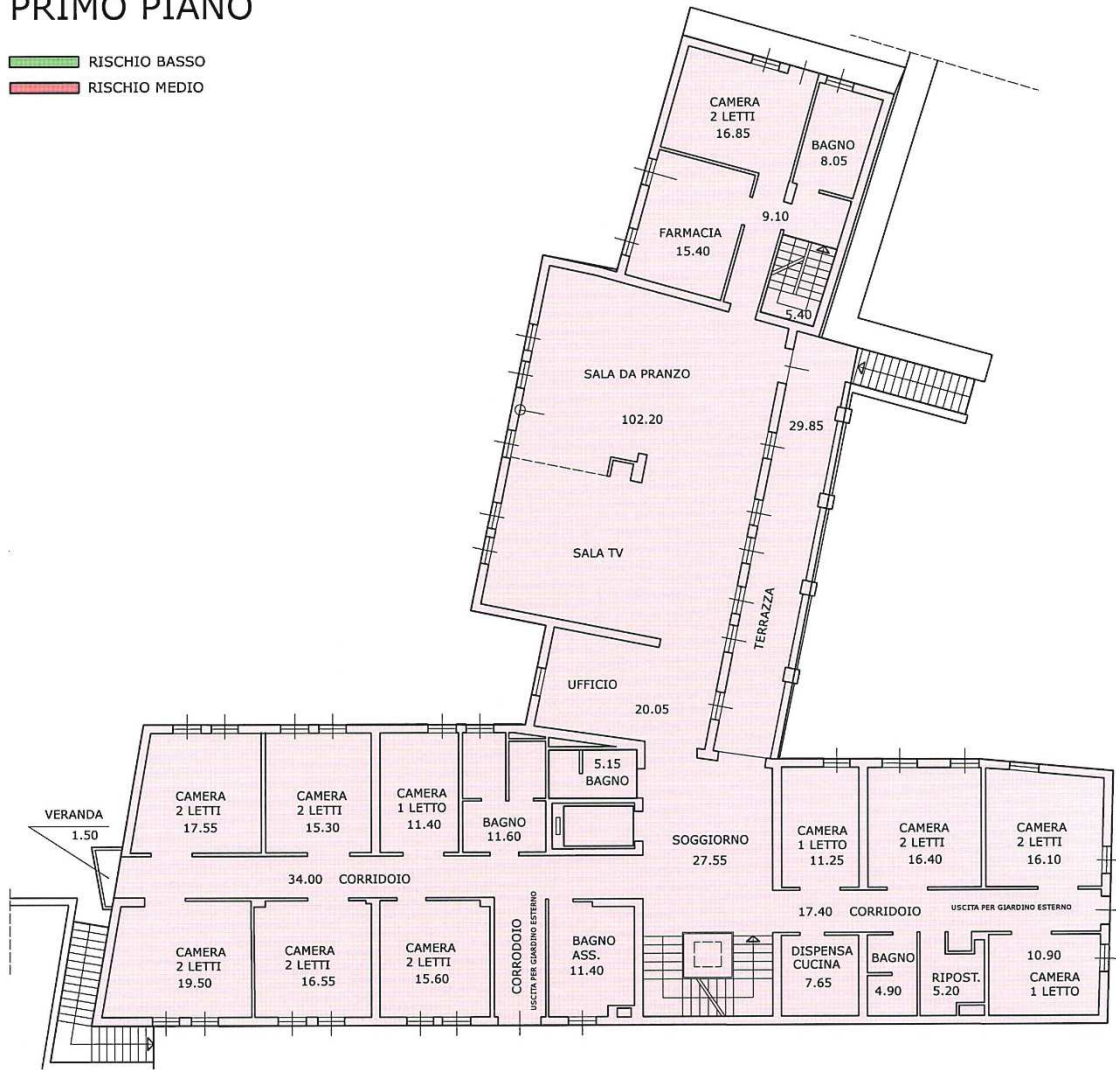 PRIMO PIANO
RISCHIO BASSO
RISCHIO MEDIO
CAMERA
2 LETTI
16.85
BAGNO
8.05
9.10
FARMACIA
15.40
5.40
SALA DA PRANZO
102.20
29.85
SALA TV
TERRAZZA
UFFICIO
20.05
5.15
BAGNO
VERANDA
1.50
CAMERA
2 LETTI
17.55
CAMERA
2 LETTI
15.30
CAMERA
1 LETTO
11.40
BAGNO
11.60
SOGGIORNO
27.55
CAMERA
1 LETTO
11.25
CAMERA
2 LETTI
16.40
CAMERA
2 LETTI
16.10
34.00 CORRIDOIO
17.40 CORRIDOIO
USCITA PER GIARDINO ESTERNO
CAMERA
2 LETTI
19.50
CAMERA
2 LETTI
16.55
CAMERA
2 LETTI
15.60
CORRODOIO
USCITA PER GIARDINO ESTERNO
BAGNO
ASS.
11.40
DISPENSA
CUCINA
7.65
BAGNO
4.90
RIPOST.
5.20
10.90
CAMERA
1 LETTO